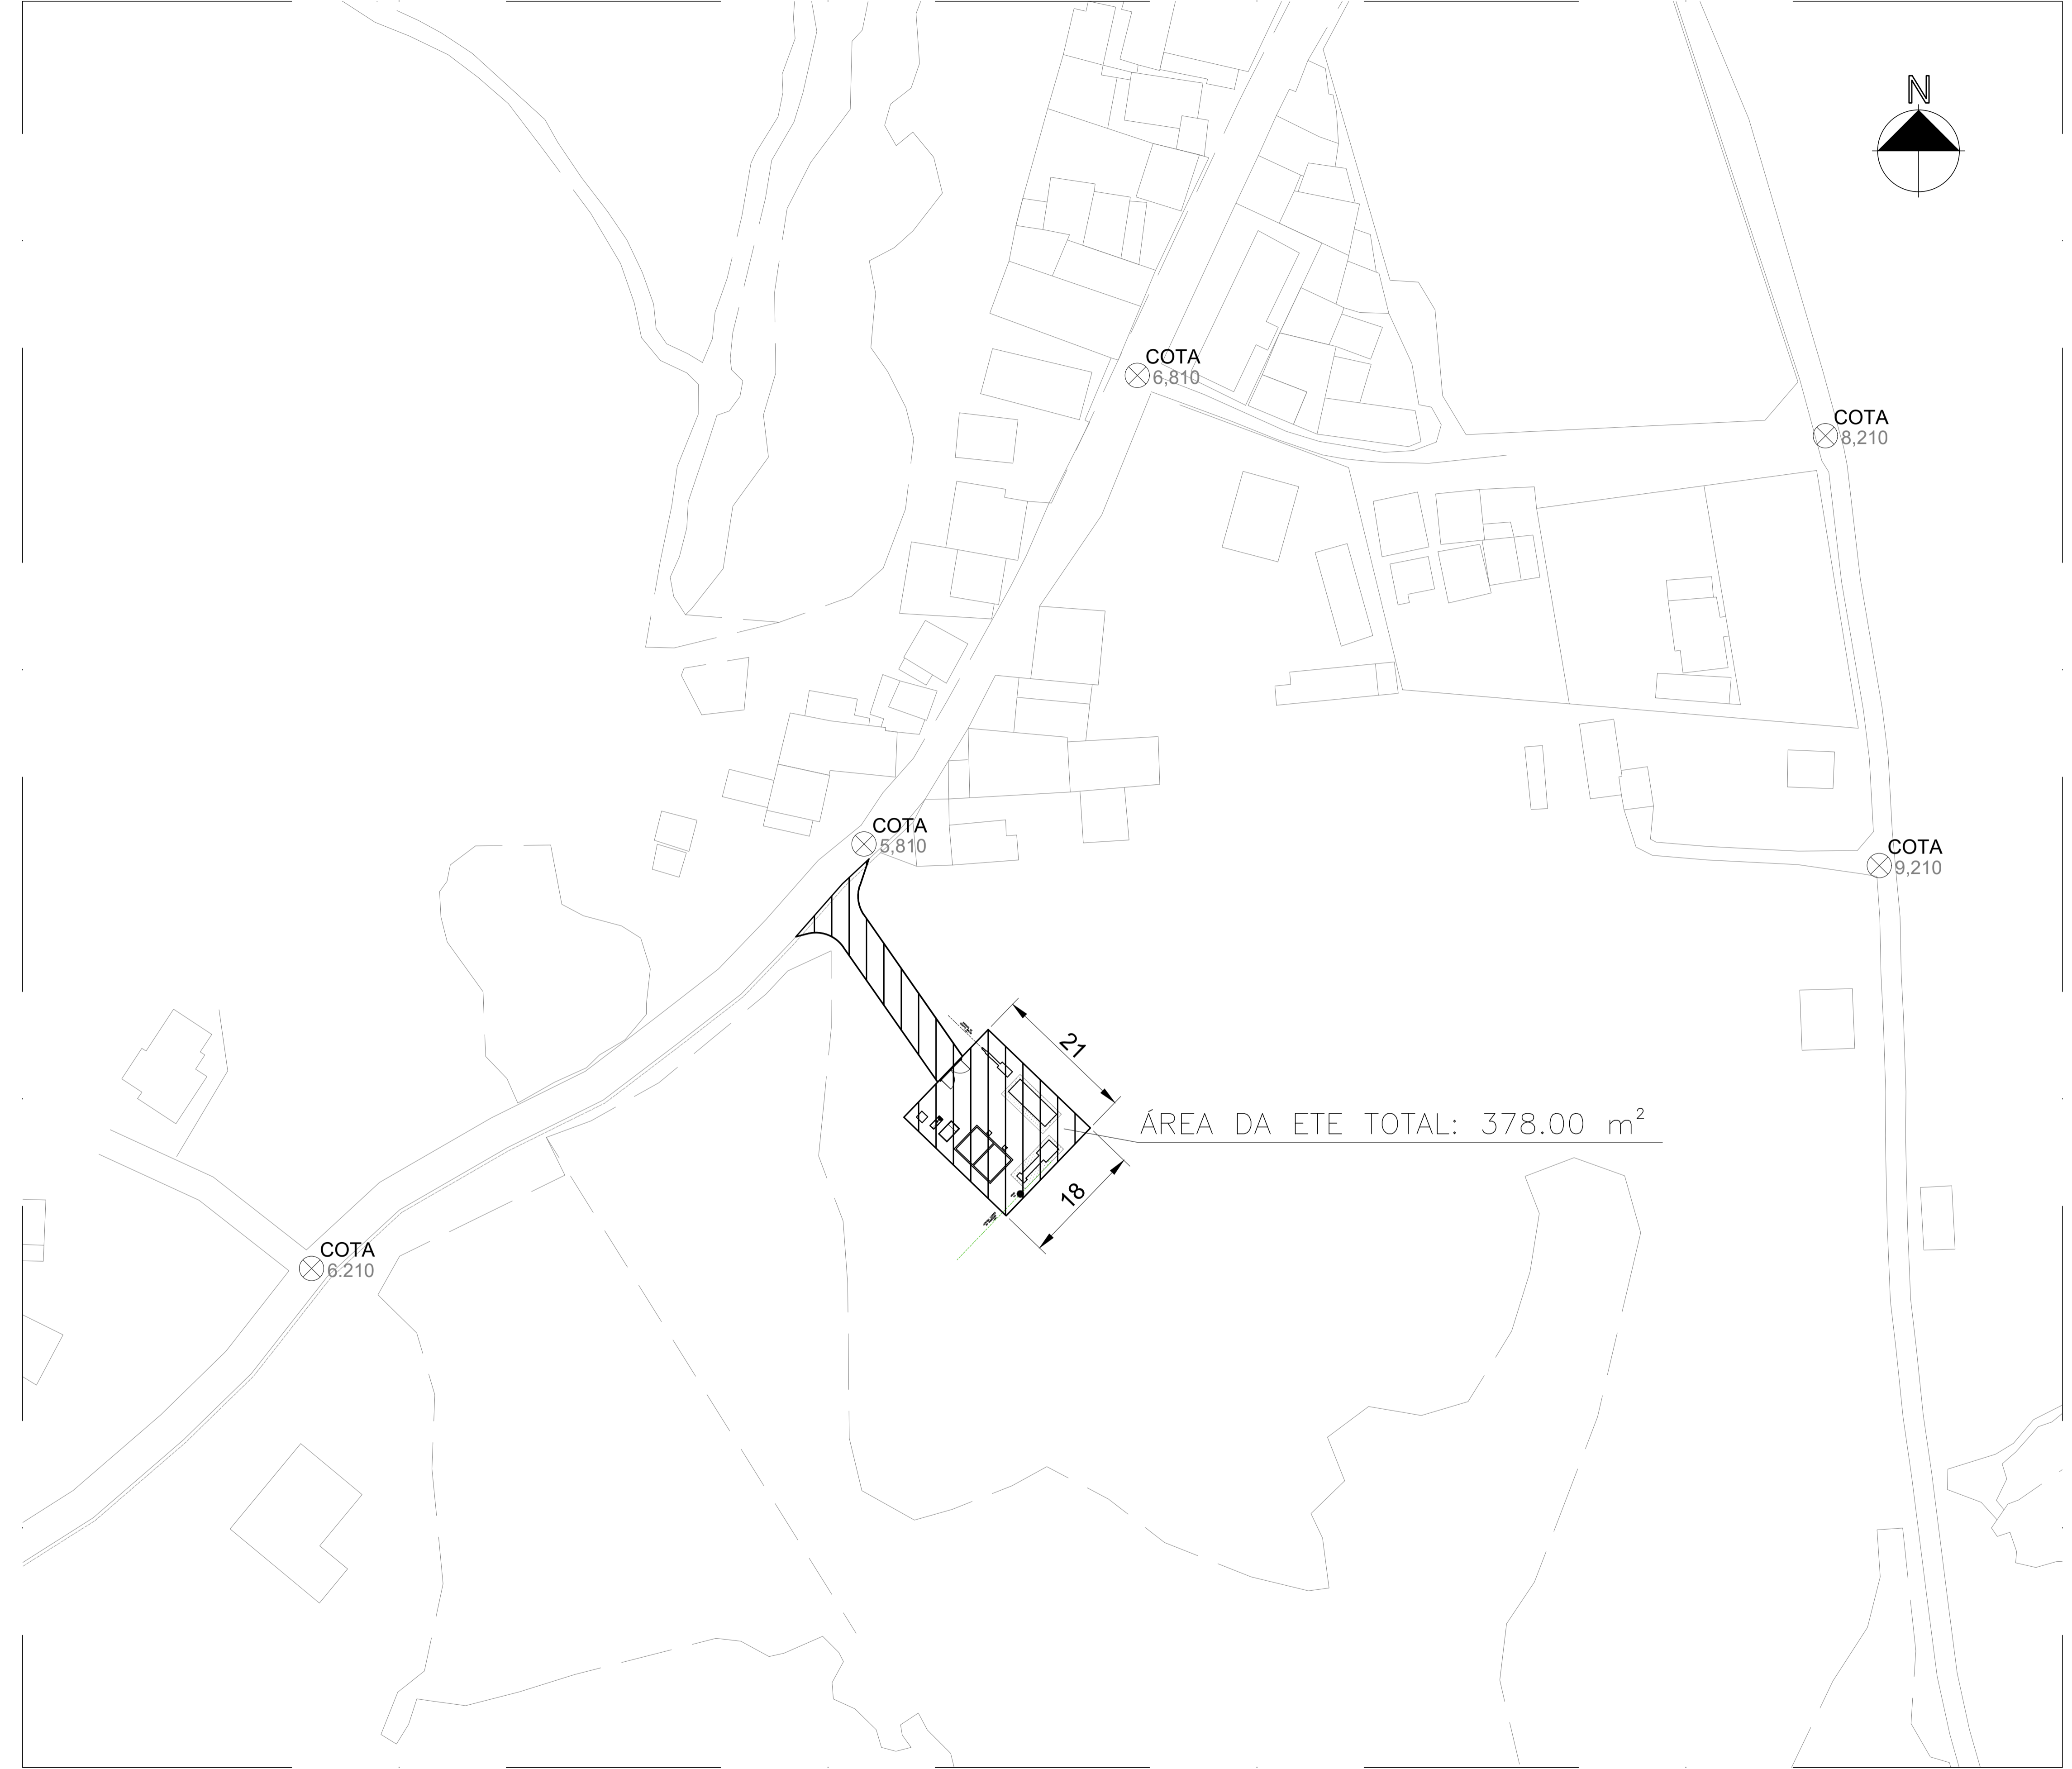 N
COTA
6,810
COTA
8,210
COTA
5,810
COTA
9,210
21
ÁREA DA ETE TOTAL: 378.00 m²
18
COTA
6.210